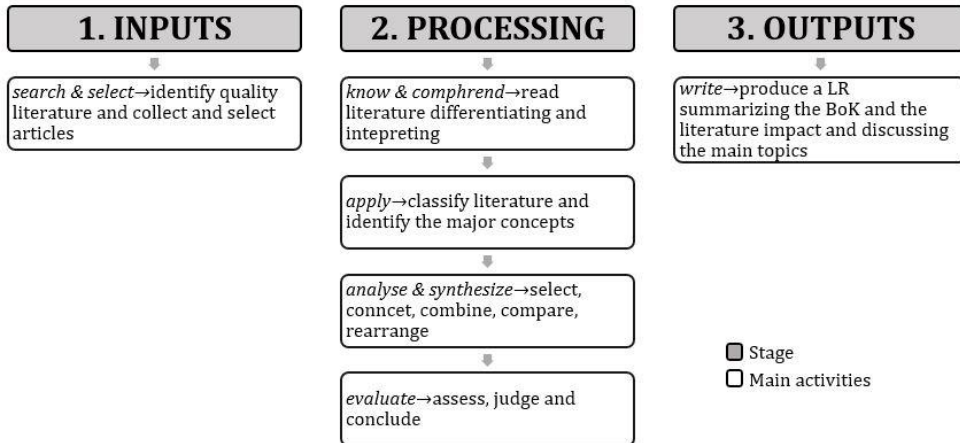 1. INPUTS
search & select→identify quality
literature and collect and select
articles
2. PROCESSING
know & comphrend→read
literature differentiating and
intepreting
apply→classify literature and
identify the major concepts
analyse & synthesize→select,
conncet, combine, compare,
rearrange
evaluate→assess, judge and
conclude
3. OUTPUTS
write→produce a LR
summarizing the BoK and the
literature impact and discussing
the main topics
Stage
Main activities